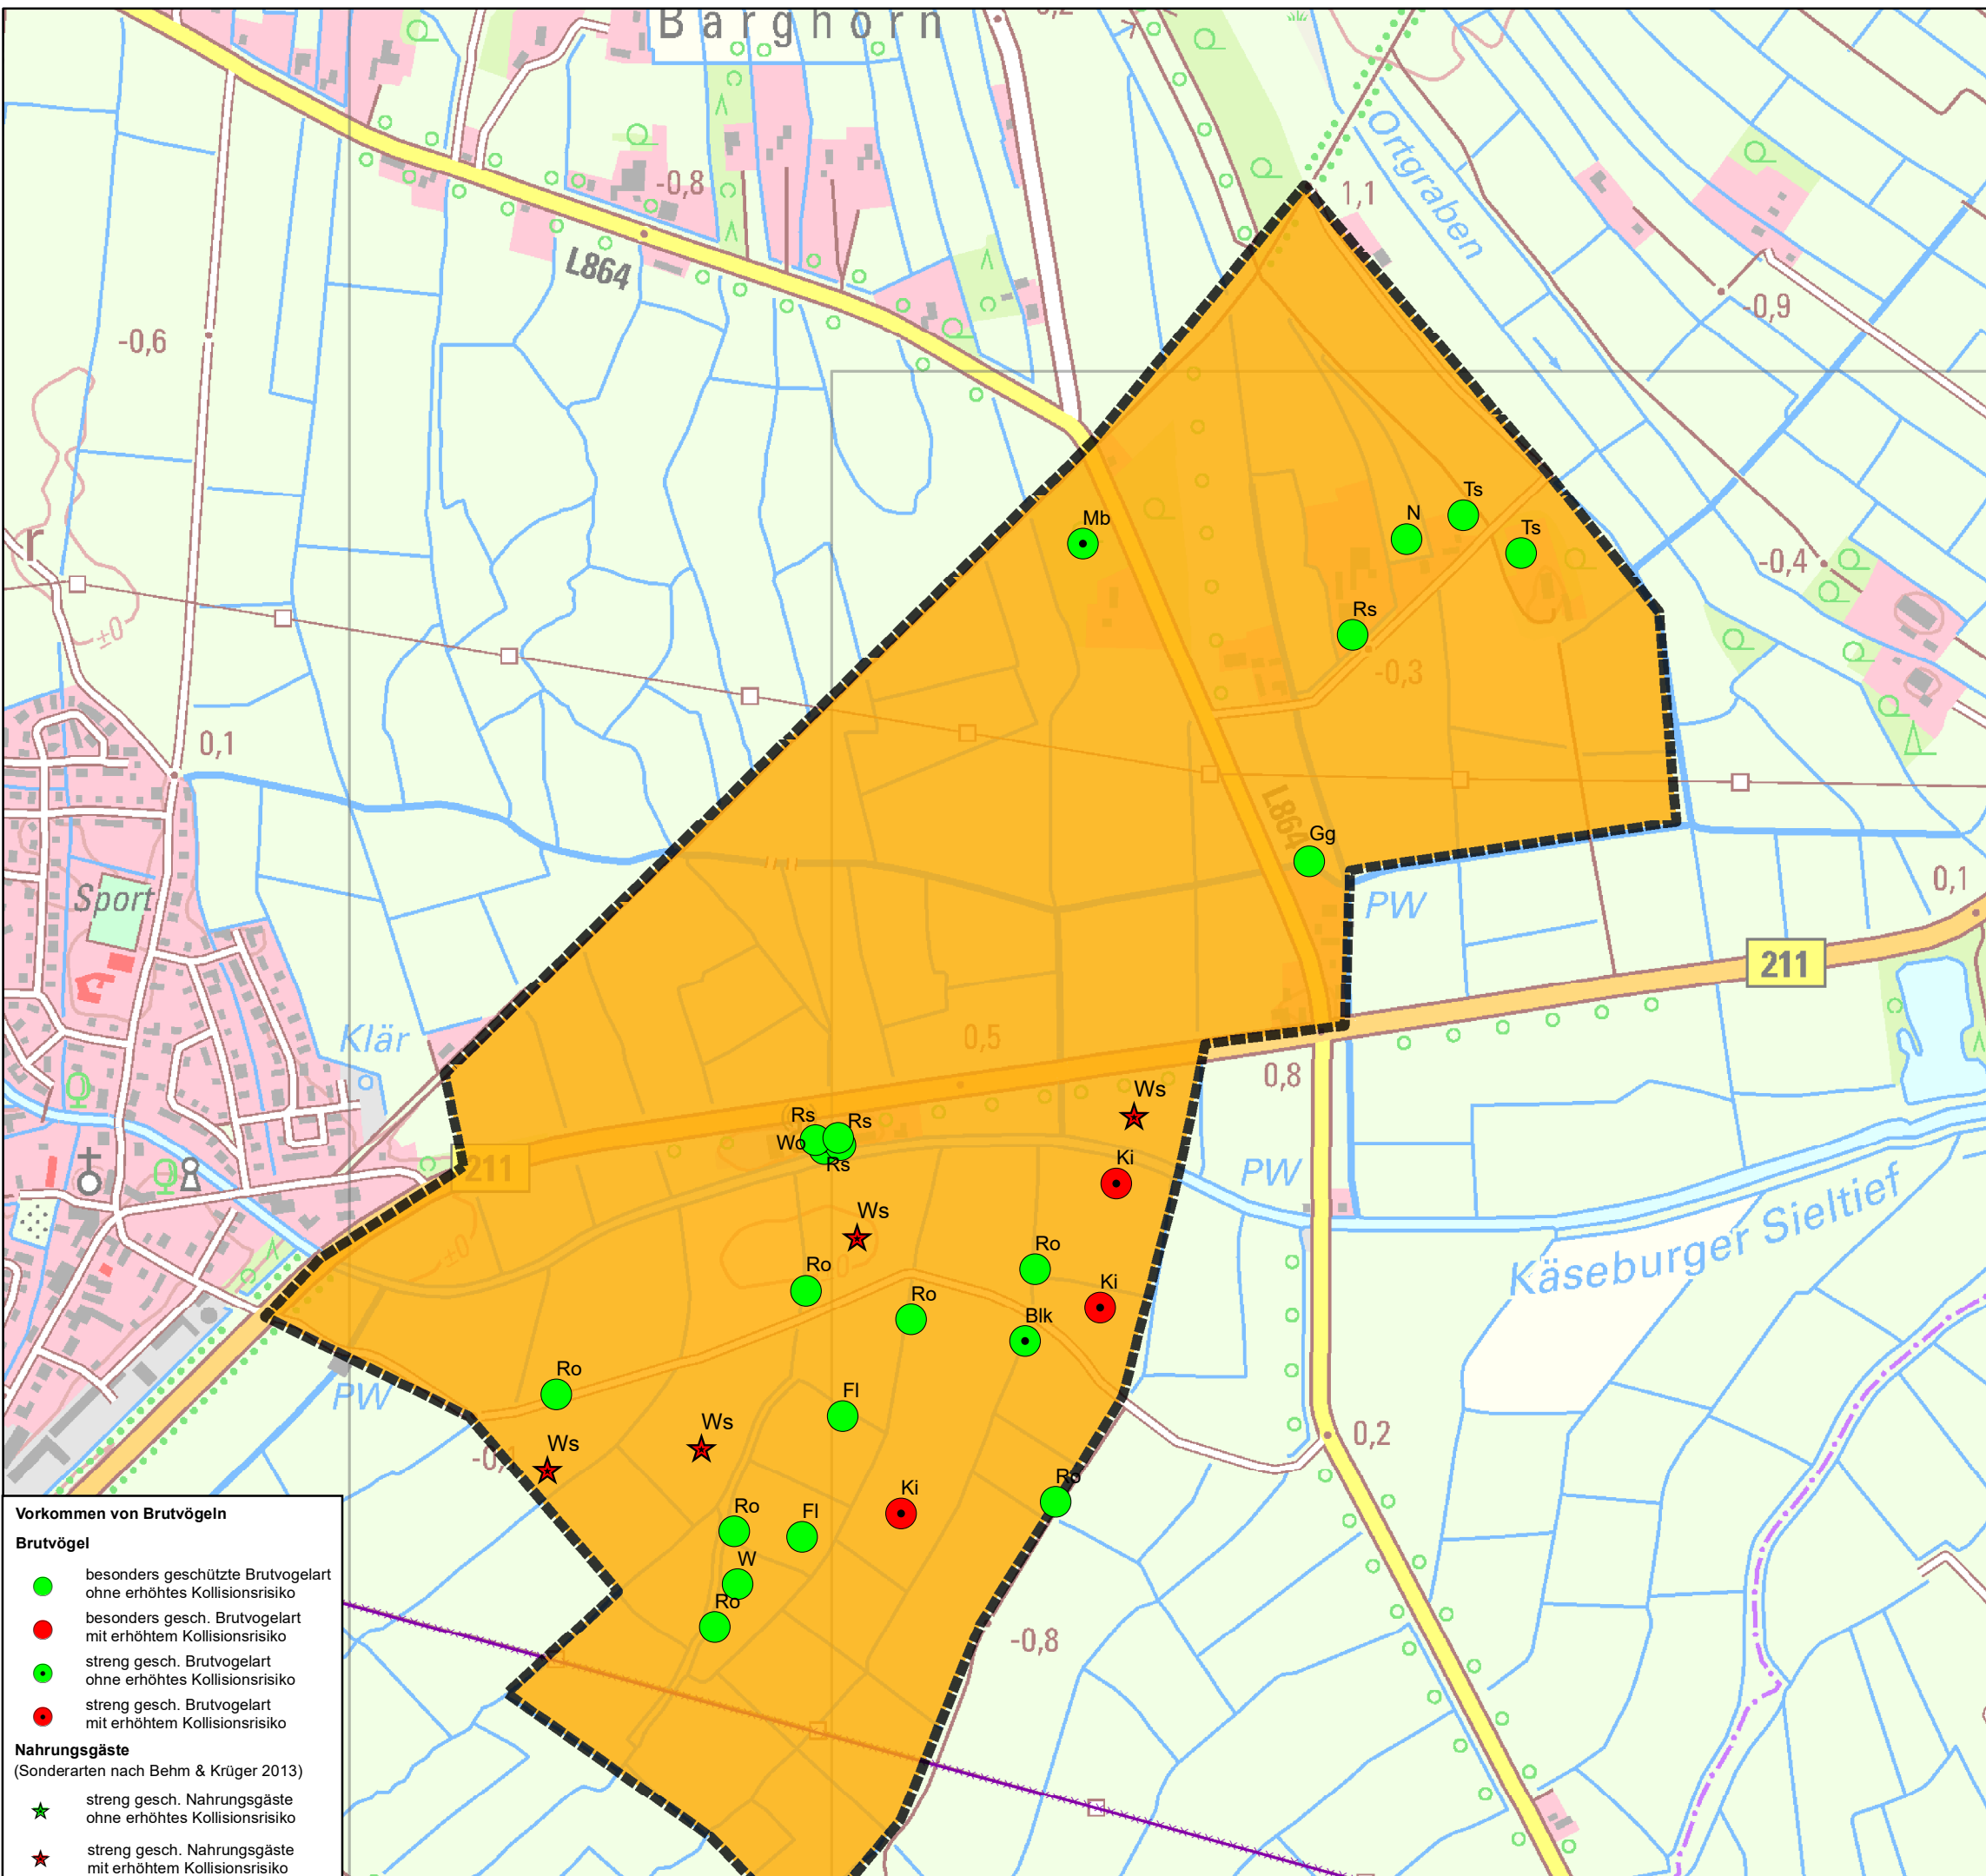 Barghorn
Ortgraben
1,1
-0,8
L864
-0,9
-0,6
Ts
Mb
N
Ts
r
-0,4
Rs
±0
-0,3
0,1
L864
Gg
Sport
PW
0,1
211
Klär
0,5
0,8
Ws
Rs
Rs
Wo
Rs
211
Ki
PW
Ws
Käseburger Sieltief
±0
Ro
Ro
Ki
Ro
Blk
Ro
PW
Fl
Ws
0,2
Ws
-0,1
Ro
Ki
Ro
Fl
W
Ro
-0,8
Vorkommen von Brutvögeln
Brutvögel
besonders geschützte Brutvogelart
ohne erhöhtes Kollisionsrisiko
besonders gesch. Brutvogelart
mit erhöhtem Kollisionsrisiko
streng gesch. Brutvogelart
ohne erhöhtes Kollisionsrisiko
streng gesch. Brutvogelart
mit erhöhtem Kollisionsrisiko
Nahrungsgäste
(Sonderarten nach Behm & Krüger 2013)
streng gesch. Nahrungsgäste
ohne erhöhtes Kollisionsrisiko
streng gesch. Nahrungsgäste
mit erhöhtem Kollisionsrisiko